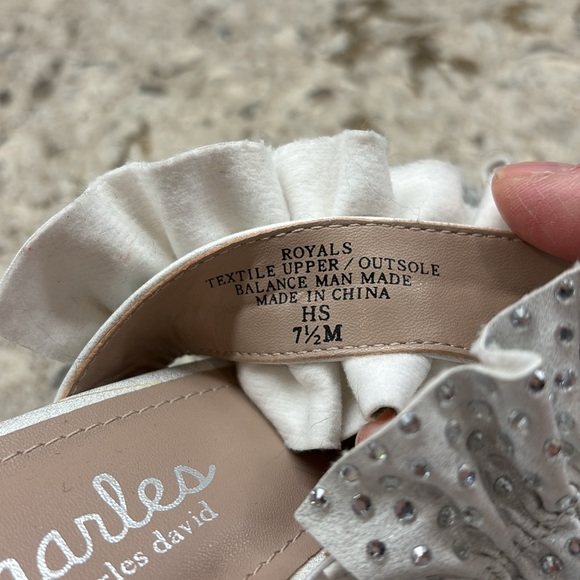 ROYALS
TEXTILE UPPER / OUTSOLE
BALANCE MAN MADE
MADE IN CHINA
HS
7½M
harles
rles david